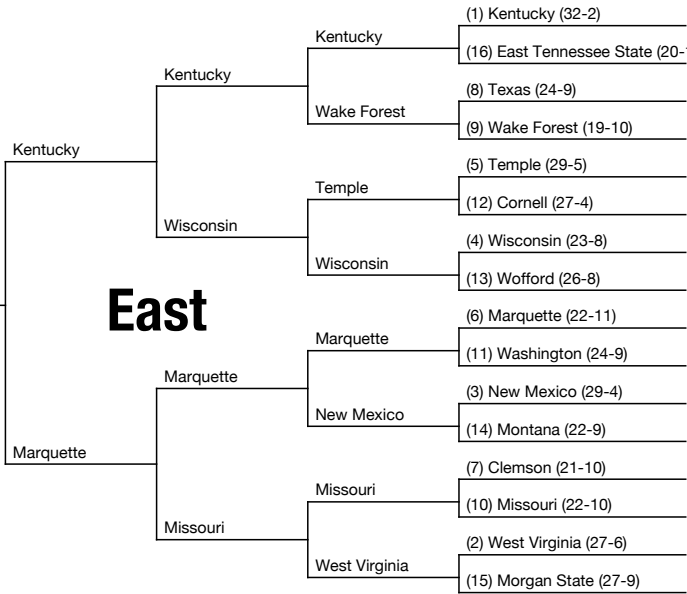 (1) Kentucky (32-2)
Kentucky
(16) East Tennessee State (20-
Kentucky
(8) Texas (24-9)
Wake Forest
(9) Wake Forest (19-10)
Kentucky
(5) Temple (29-5)
Temple
(12) Cornell (27-4)
Wisconsin
(4) Wisconsin (23-8)
Wisconsin
(13) Wofford (26-8)
East
(6) Marquette (22-11)
Marquette
(11) Washington (24-9)
Marquette
(3) New Mexico (29-4)
New Mexico
(14) Montana (22-9)
Marquette
(7) Clemson (21-10)
Missouri
(10) Missouri (22-10)
Missouri
(2) West Virginia (27-6)
West Virginia
(15) Morgan State (27-9)